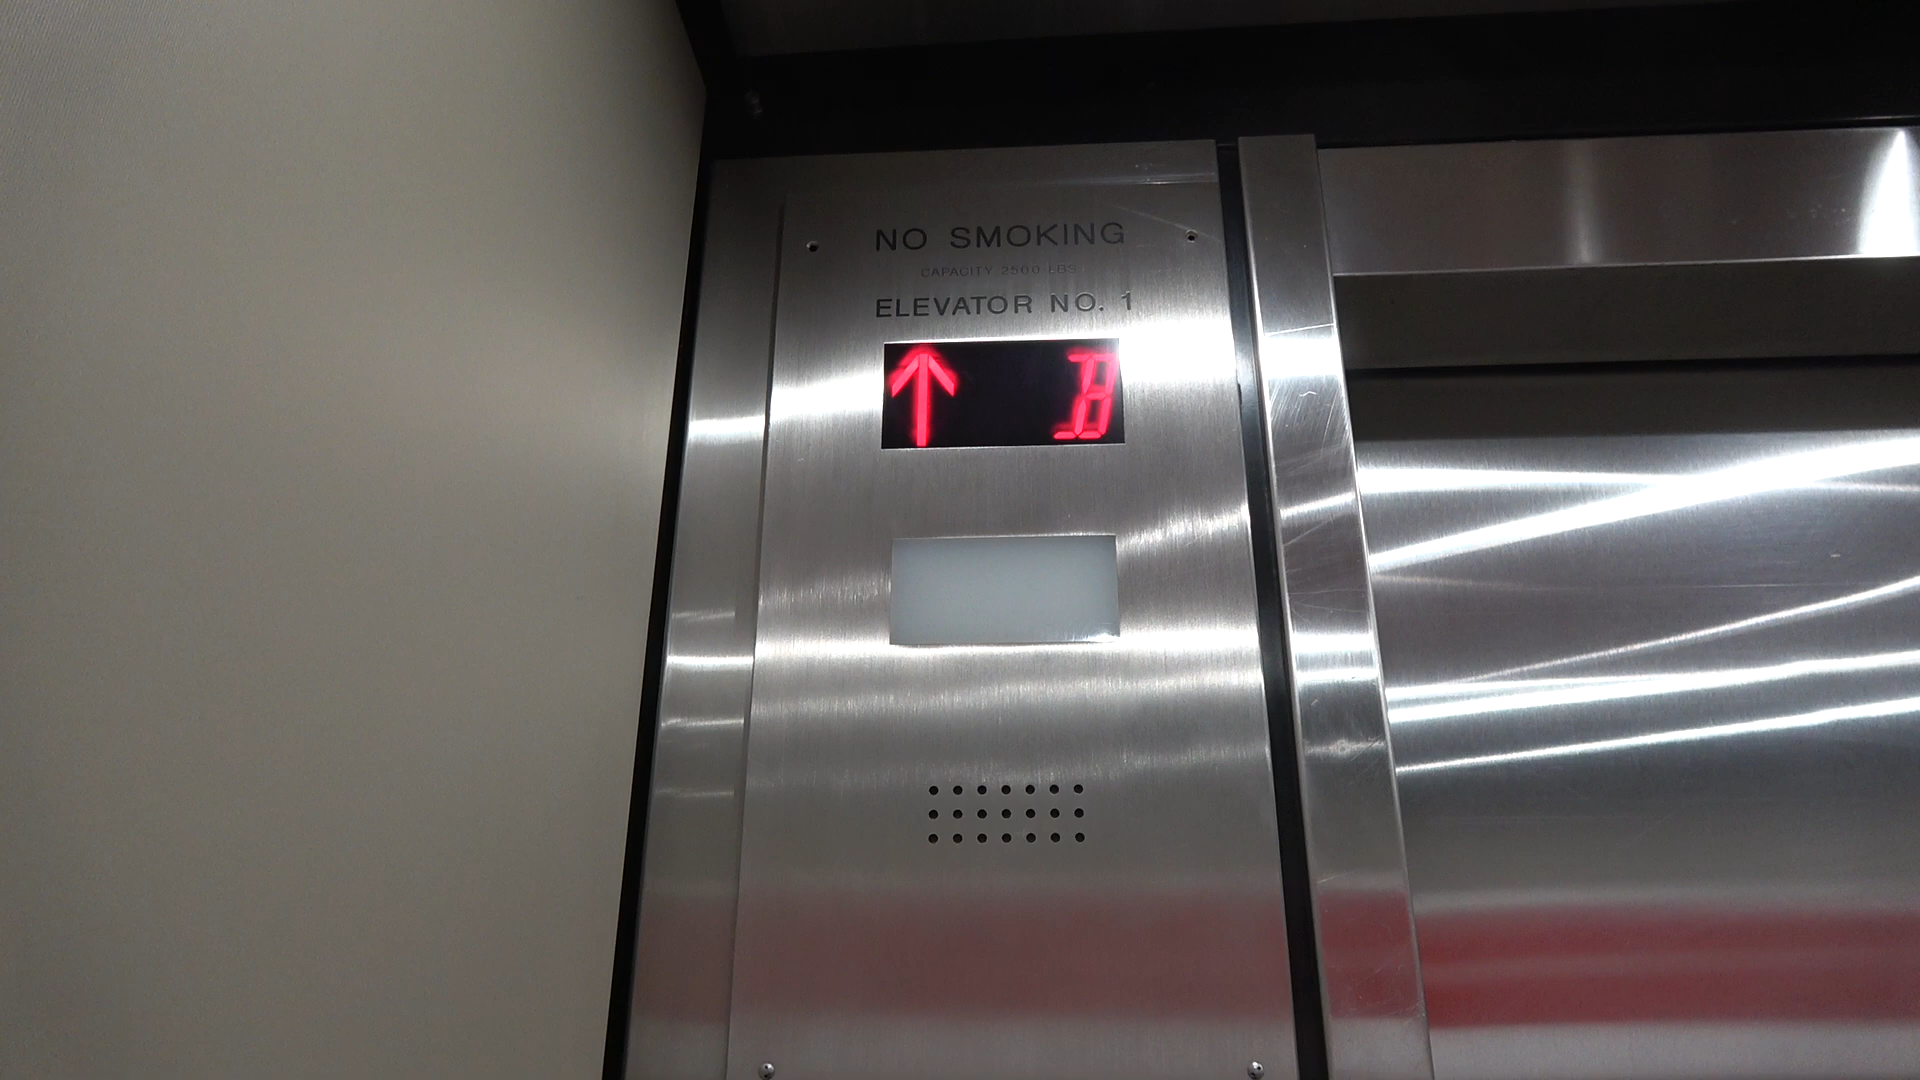 NO SMOKING
CAPACITY 2500 LBS
ELEVATOR NO. 1
↑ B